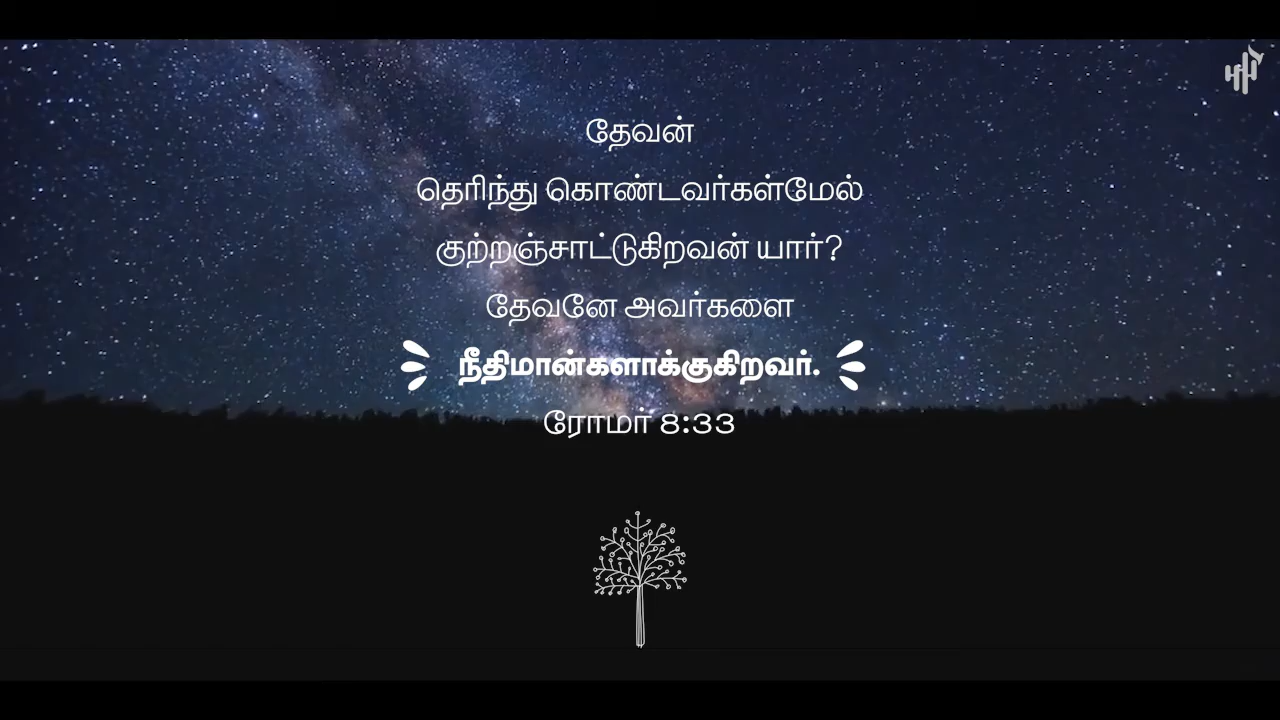 தேவன்
தெரிந்து கொண்டவர்கள்மேல்
குற்றஞ்சாட்டுகிறவன் யார்?
தேவனே அவர்களை
நீதிமான்களாக்குகிறவர்.
ரோமர் 8:33